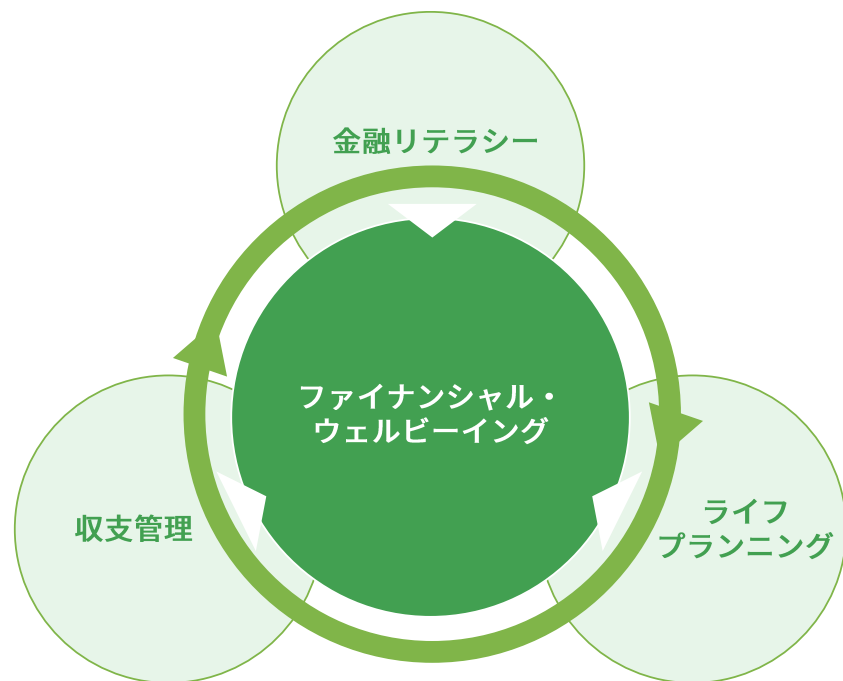 金融リテラシー
ファイナンシャル・
ウェルビーイング
収支管理
ライフ
プランニング